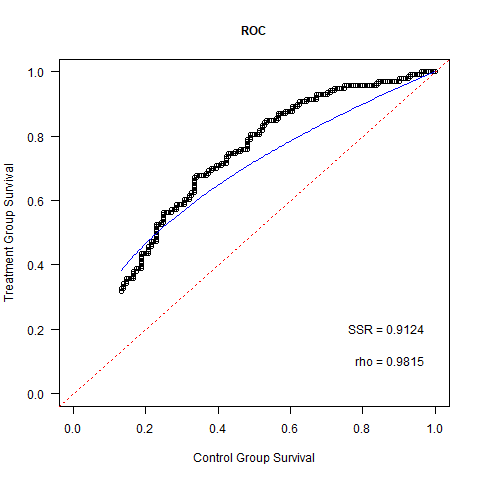 ROC
1.0
0.8
0.6
0.4
0.2
0.0
Treatment Group Survival
SSR = 0.9124
rho = 0.9815
0.0 0.2 0.4 0.6 0.8 1.0
Control Group Survival